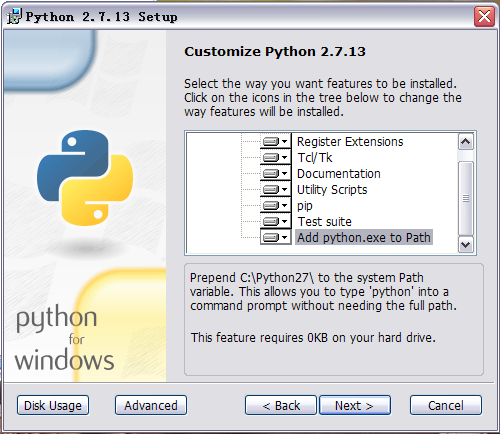 Python 2.7.13 Setup
Customize Python 2.7.13
Select the way you want features to be installed.
Click on the icons in the tree below to change the
way features will be installed.
Register Extensions
Tcl/Tk
Documentation
Utility Scripts
pip
Test suite
Add python.exe to Path
Prepend C:\Python27\ to the system Path
variable. This allows you to type 'python' into a
command prompt without needing the full path.
This feature requires 0KB on your hard drive.
python
for
windows
Disk Usage
Advanced
< Back
Next >
Cancel